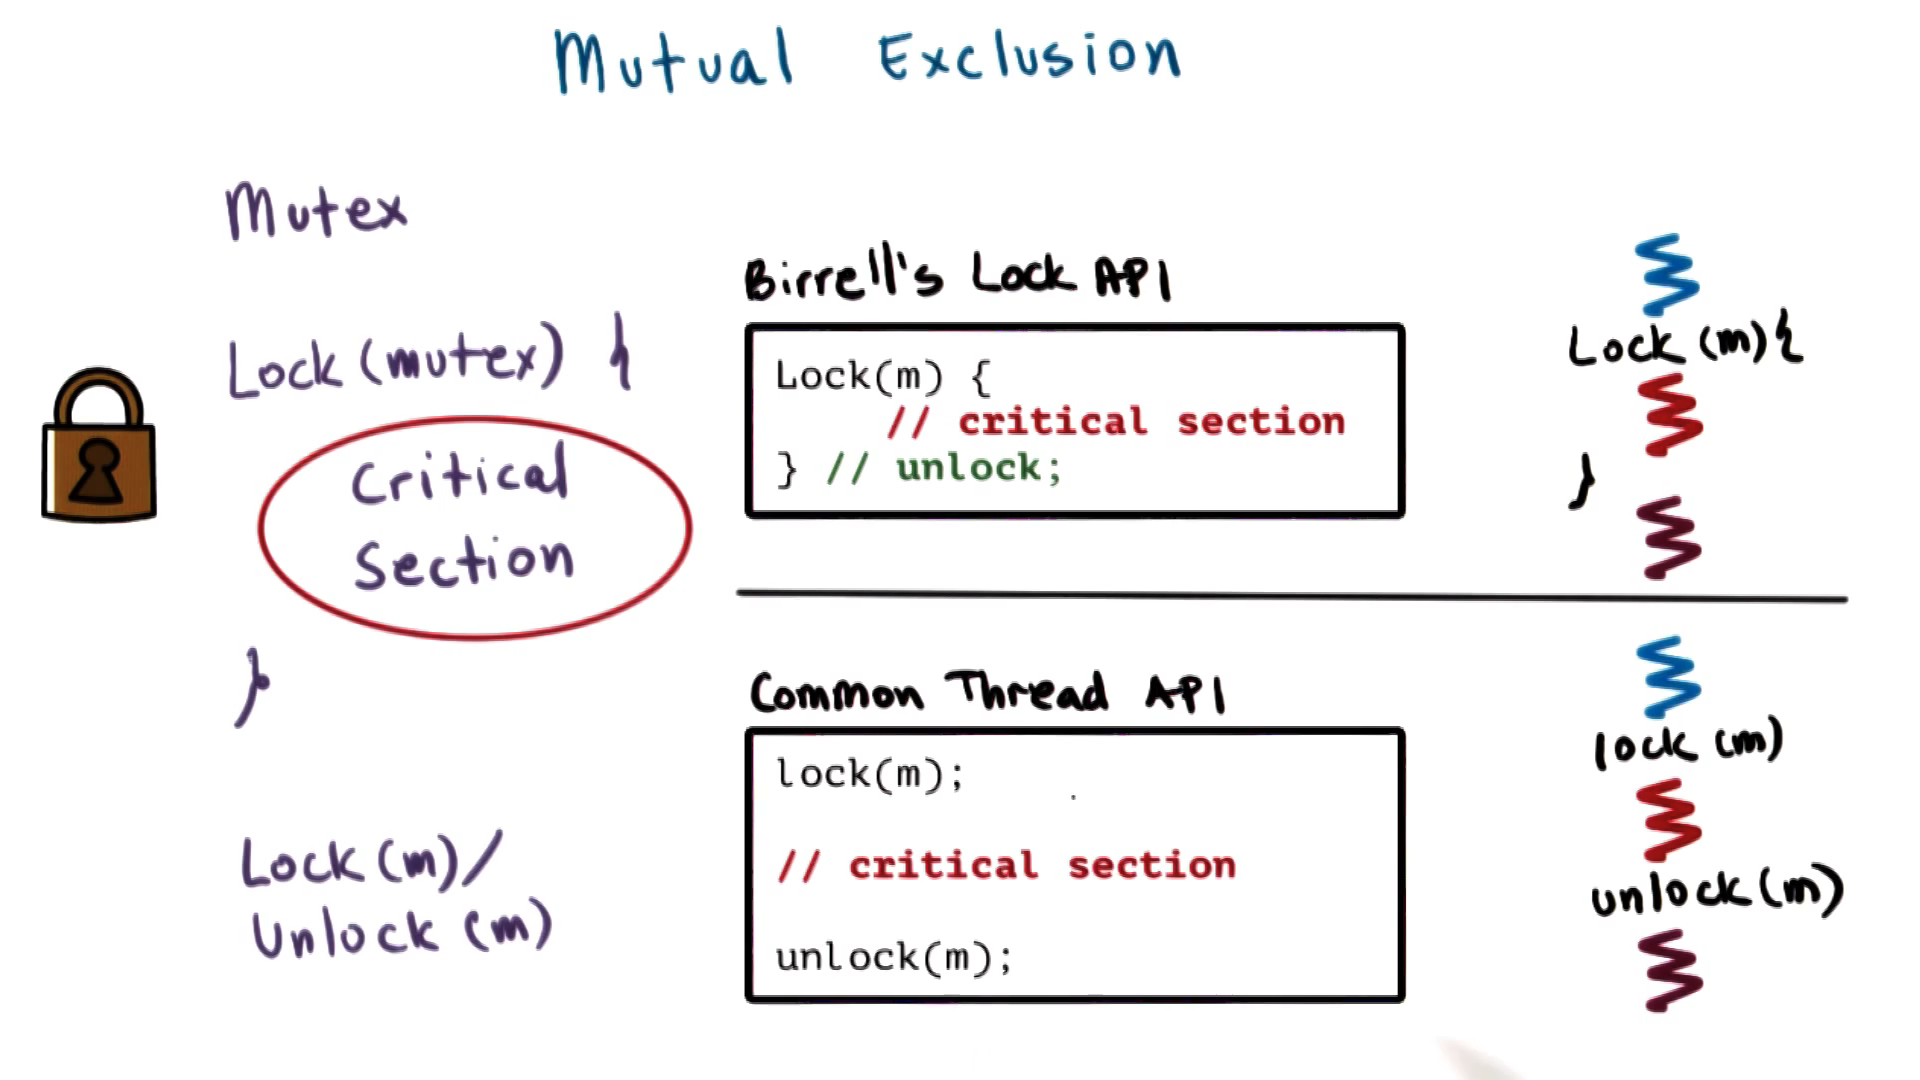 Mutual Exclusion
Mutex
Lock (mutex) {
Critical
Section
}
Lock (m)/
Unlock (m)
Birrell's Lock API
Lock(m) {
// critical section
} // unlock;
Common Thread API
lock(m);
// critical section
unlock(m);
Lock (m) {
}
lock (m)
unlock (m)